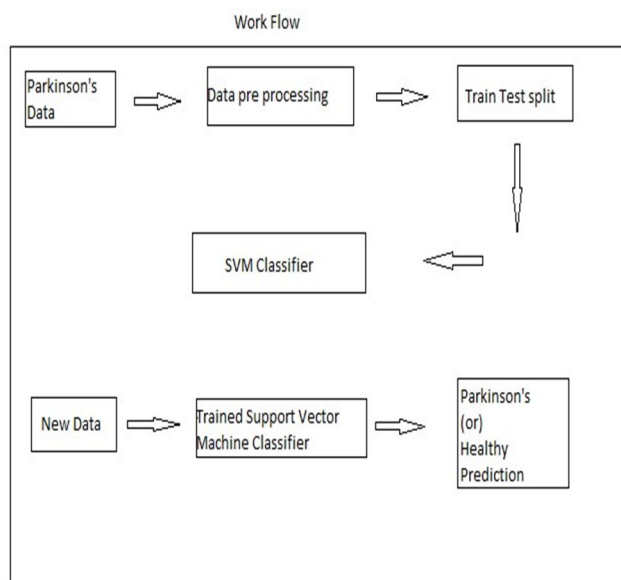 Work Flow
Parkinson's
Data
Data pre processing
Train Test split
SVM Classifier
New Data
Trained Support Vector
Machine Classifier
Parkinson's
(or)
Healthy
Prediction